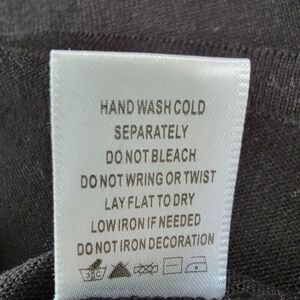 HAND WASH COLD
SEPARATELY
DO NOT BLEACH
DO NOT WRING OR TWIST
LAY FLAT TO DRY
LOW IRON IF NEEDED
DO NOT IRON DECORATION